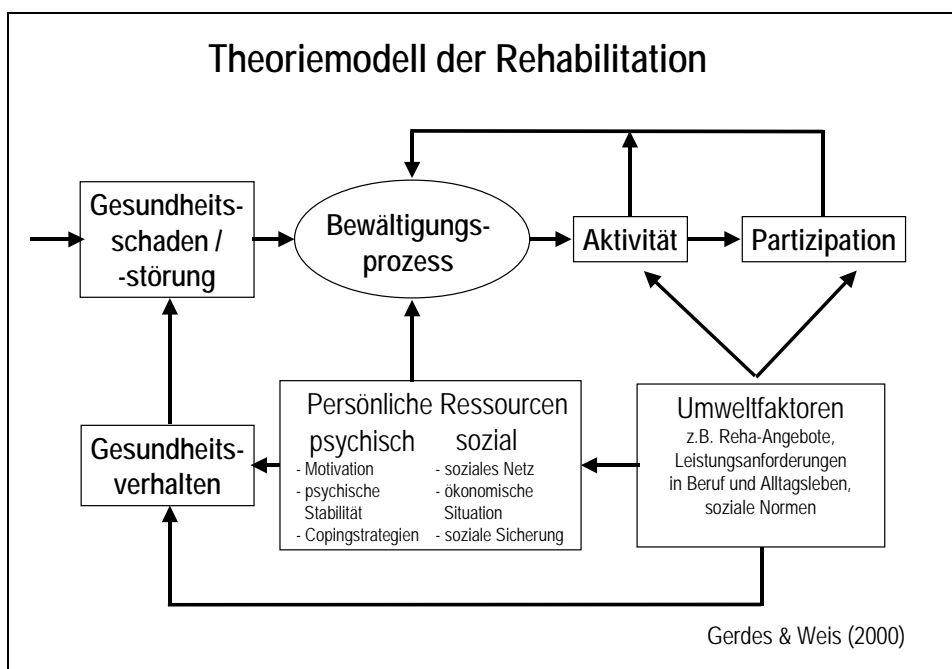 Theoriemodell der Rehabilitation
Gesundheits-
schaden /
-störung
Bewältigungs-
prozess
Aktivität
Partizipation
Gesundheits-
verhalten
Persönliche Ressourcen
psychisch
- Motivation
- psychische
Stabilität
- Copingstrategien
sozial
- soziales Netz
- ökonomische
Situation
- soziale Sicherung
Umweltfaktoren
z.B. Reha-Angebote,
Leistungsanforderungen
in Beruf und Alltagsleben,
soziale Normen
Gerdes & Weis (2000)